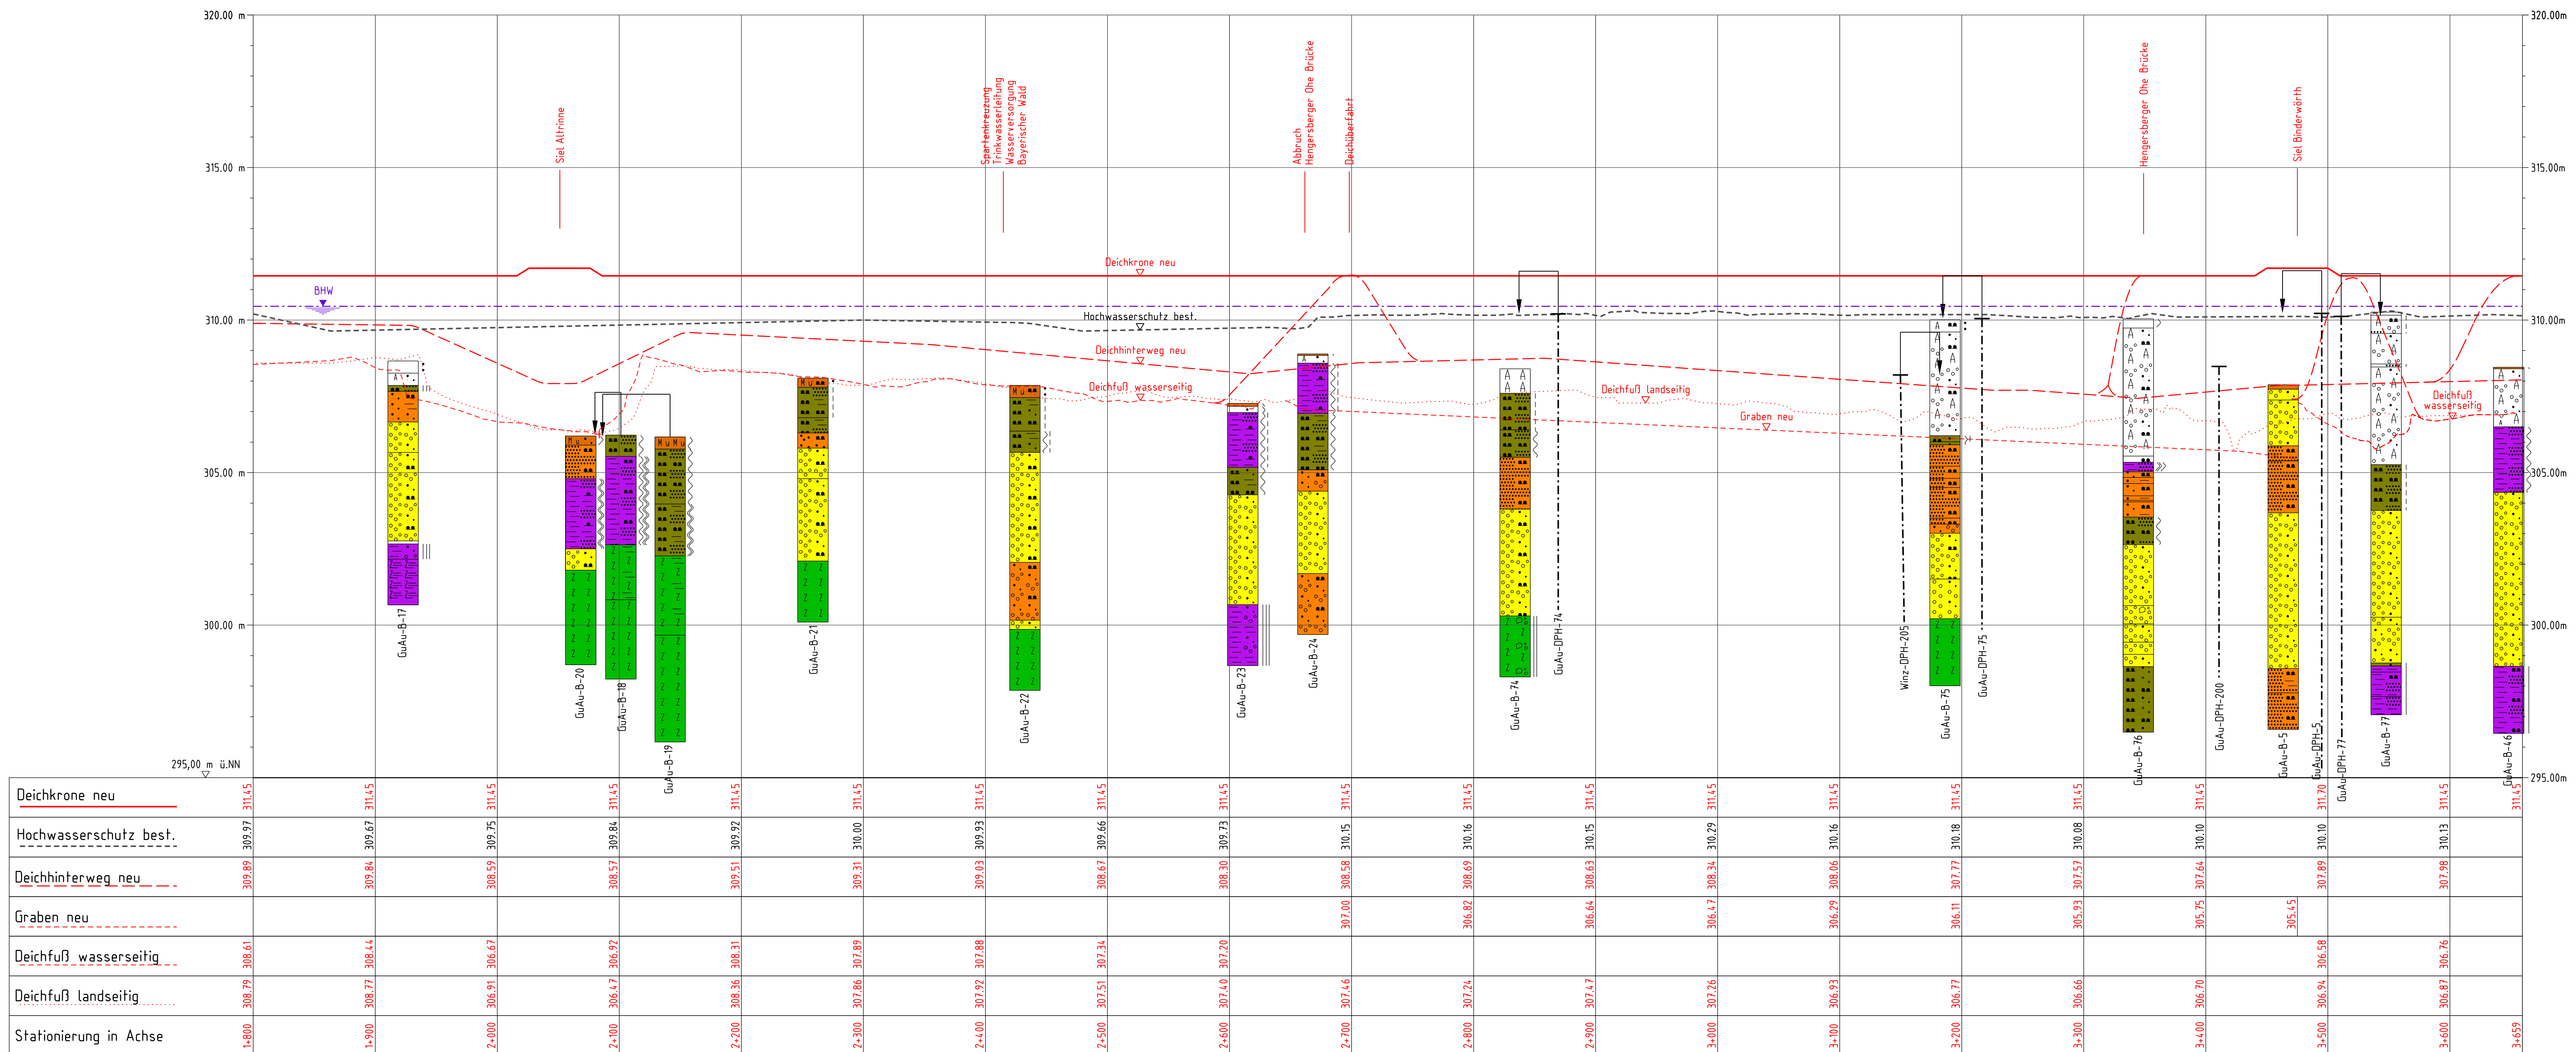 320.00 m
320.00m
315.00 m
315.00m
310.00 m
310.00m
305.00 m
305.00m
300.00 m
300.00m
295,00 m ü.NN
295.00m
Siel Altrinne
Spartenkreuzung
Trinkwasserleitung
Wasserversorgung
Bayerischer Wald
Abbruch
Hengersberger Ohe Brücke
Deichüberfahrt
Hengersberger Ohe Brücke
Siel Binderwörth
Deichkrone neu
BHW
Hochwasserschutz best.
Deichhinterweg neu
Deichfuß wasserseitig
Deichfuß landseitig
Graben neu
Deichfuß
wasserseitig
GuAu-B-17
GuAu-B-20
GuAu-B-18
GuAu-B-19
GuAu-B-21
GuAu-B-22
GuAu-B-23
GuAu-B-24
GuAu-B-74
GuAu-DPH-74
Winz-DPH-205
GuAu-B-75
GuAu-DPH-75
GuAu-B-76
GuAu-DPH-200
GuAu-B-5
GuAu-DPH-5
GuAu-DPH-77
GuAu-B-77
GuAu-B-46
Deichkrone neu
311.45 311.45 311.45 311.45 311.45 311.45 311.45 311.45 311.45 311.45 311.45 311.45 311.45 311.45 311.45 311.45 311.45 311.70 311.45 311.45
Hochwasserschutz best.
309.97 309.67 309.75 309.84 309.92 310.00 309.93 309.66 309.73 310.15 310.16 310.15 310.29 310.16 310.18 310.08 310.10 310.10 310.13
Deichhinterweg neu
309.89 309.84 308.59 308.57 309.51 309.31 309.03 308.67 308.30 308.58 308.69 308.63 308.34 308.06 307.77 307.57 307.64 307.89 307.98
Graben neu
307.00 306.82 306.64 306.47 306.29 306.11 305.93 305.75 305.45
Deichfuß wasserseitig
308.61 308.44 306.67 306.92 308.31 307.89 307.88 307.34 307.20 306.58 306.76
Deichfuß landseitig
308.79 308.77 306.91 306.47 308.36 307.86 307.92 307.51 307.40 307.46 307.24 307.47 307.26 306.93 306.77 306.66 306.70 306.94 306.87
Stationierung in Achse
1+800 1+900 2+000 2+100 2+200 2+300 2+400 2+500 2+600 2+700 2+800 2+900 3+000 3+100 3+200 3+300 3+400 3+500 3+600 3+659